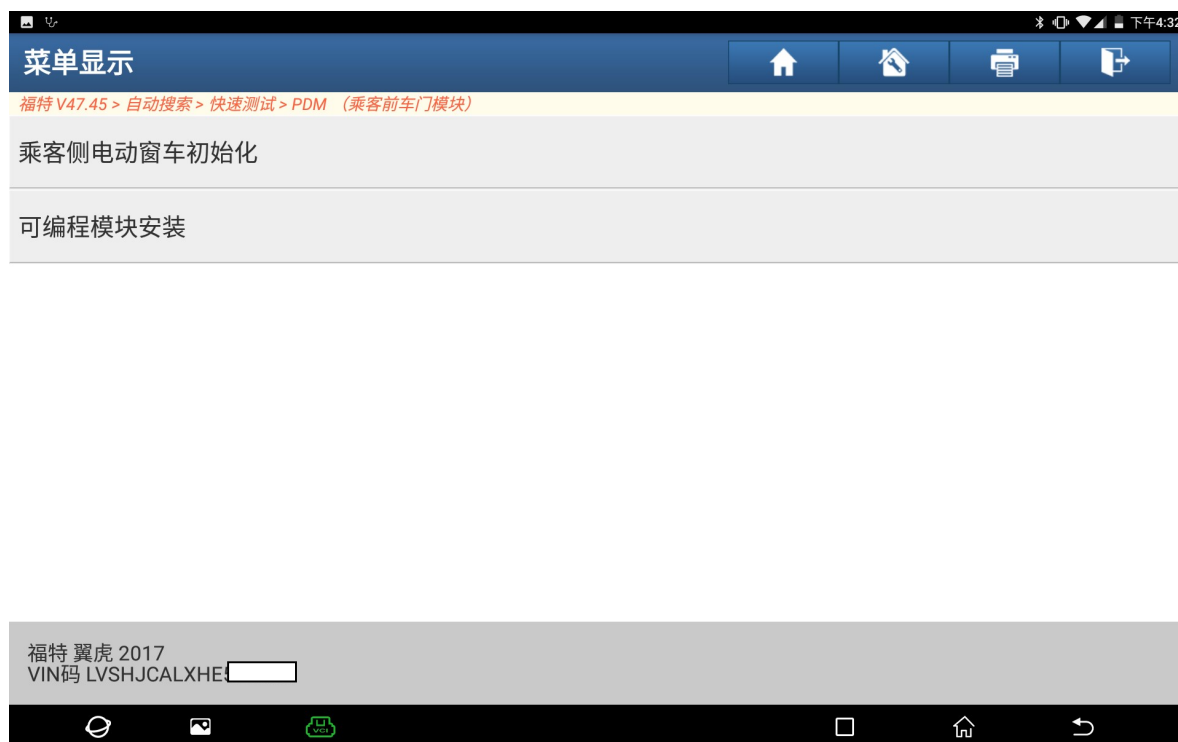 下午4:32
菜单显示
福特 V47.45 > 自动搜索 > 快速测试 > PDM （乘客前车门模块）
乘客侧电动窗车初始化
可编程模块安装
福特 翼虎 2017
VIN码 LVSHJCALXHE
VCI